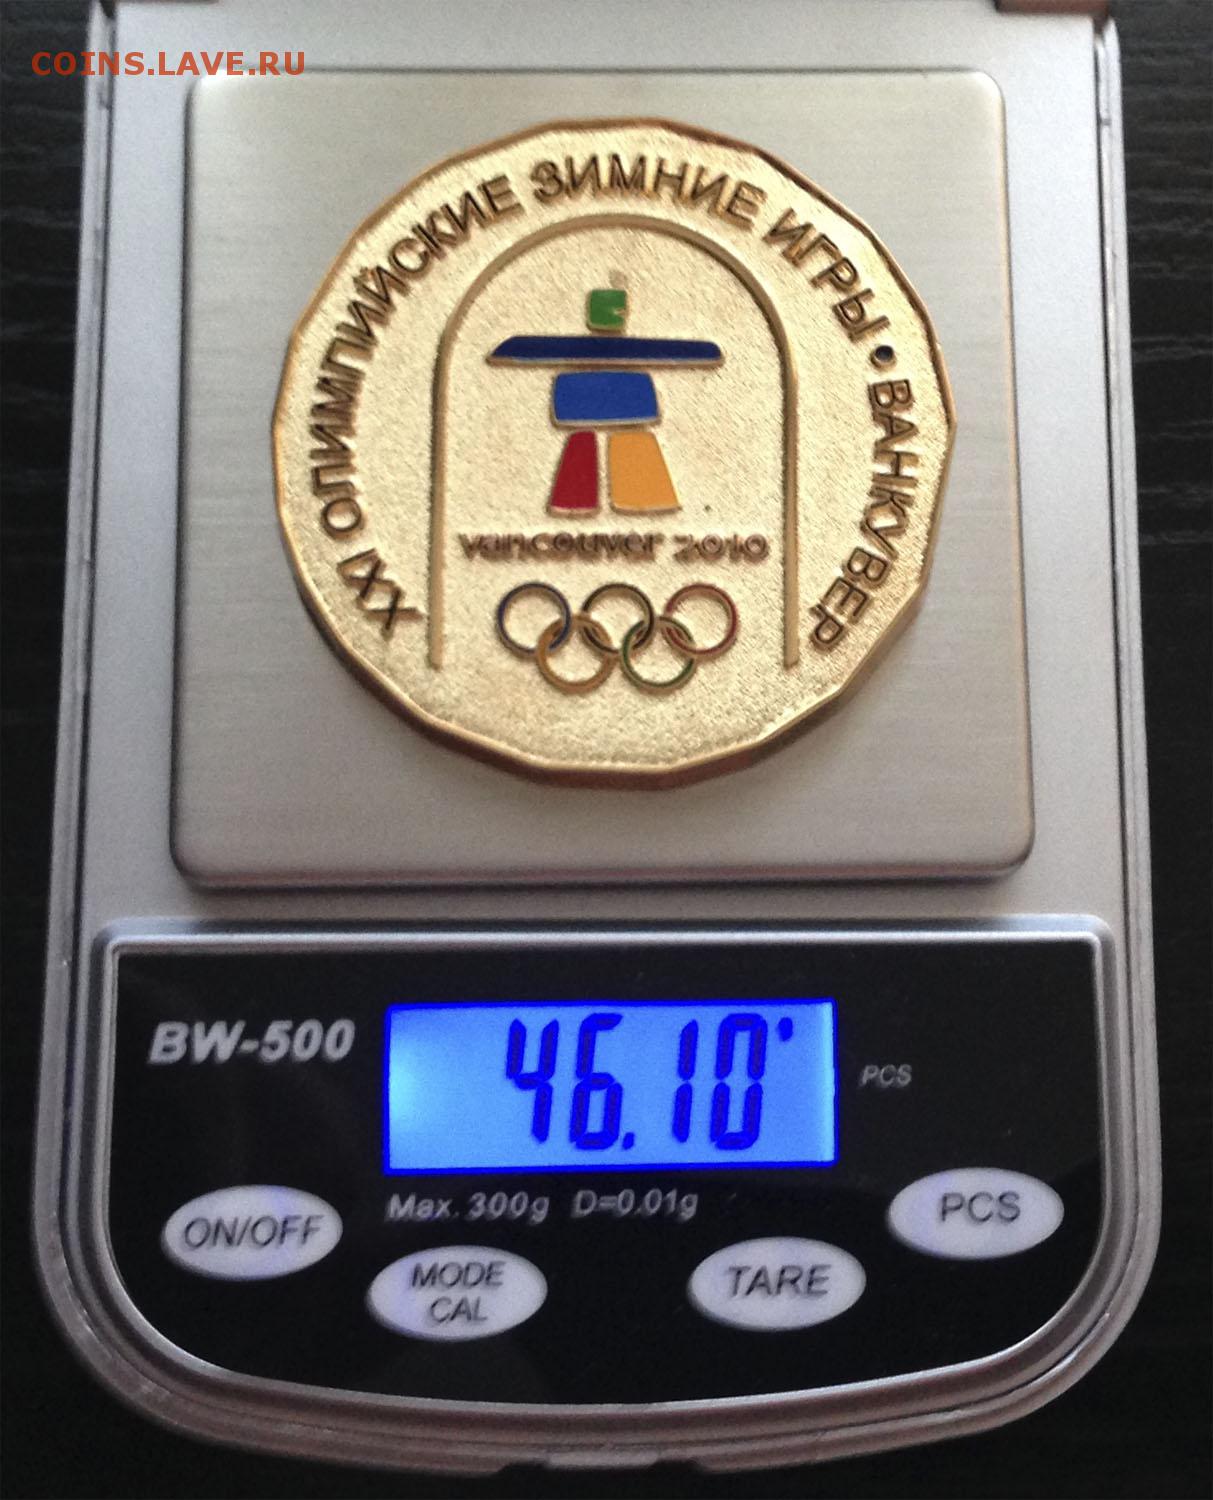 COINS.LAVE.RU
XXI ОЛИМПИЙСКИЕ ЗИМНИЕ ИГРЫ • ВАНКУВЕР
vancouver 2010
BW-500
46.10'
PCS
Max. 300g D=0.01g
ON/OFF
MODE
CAL
TARE
PCS